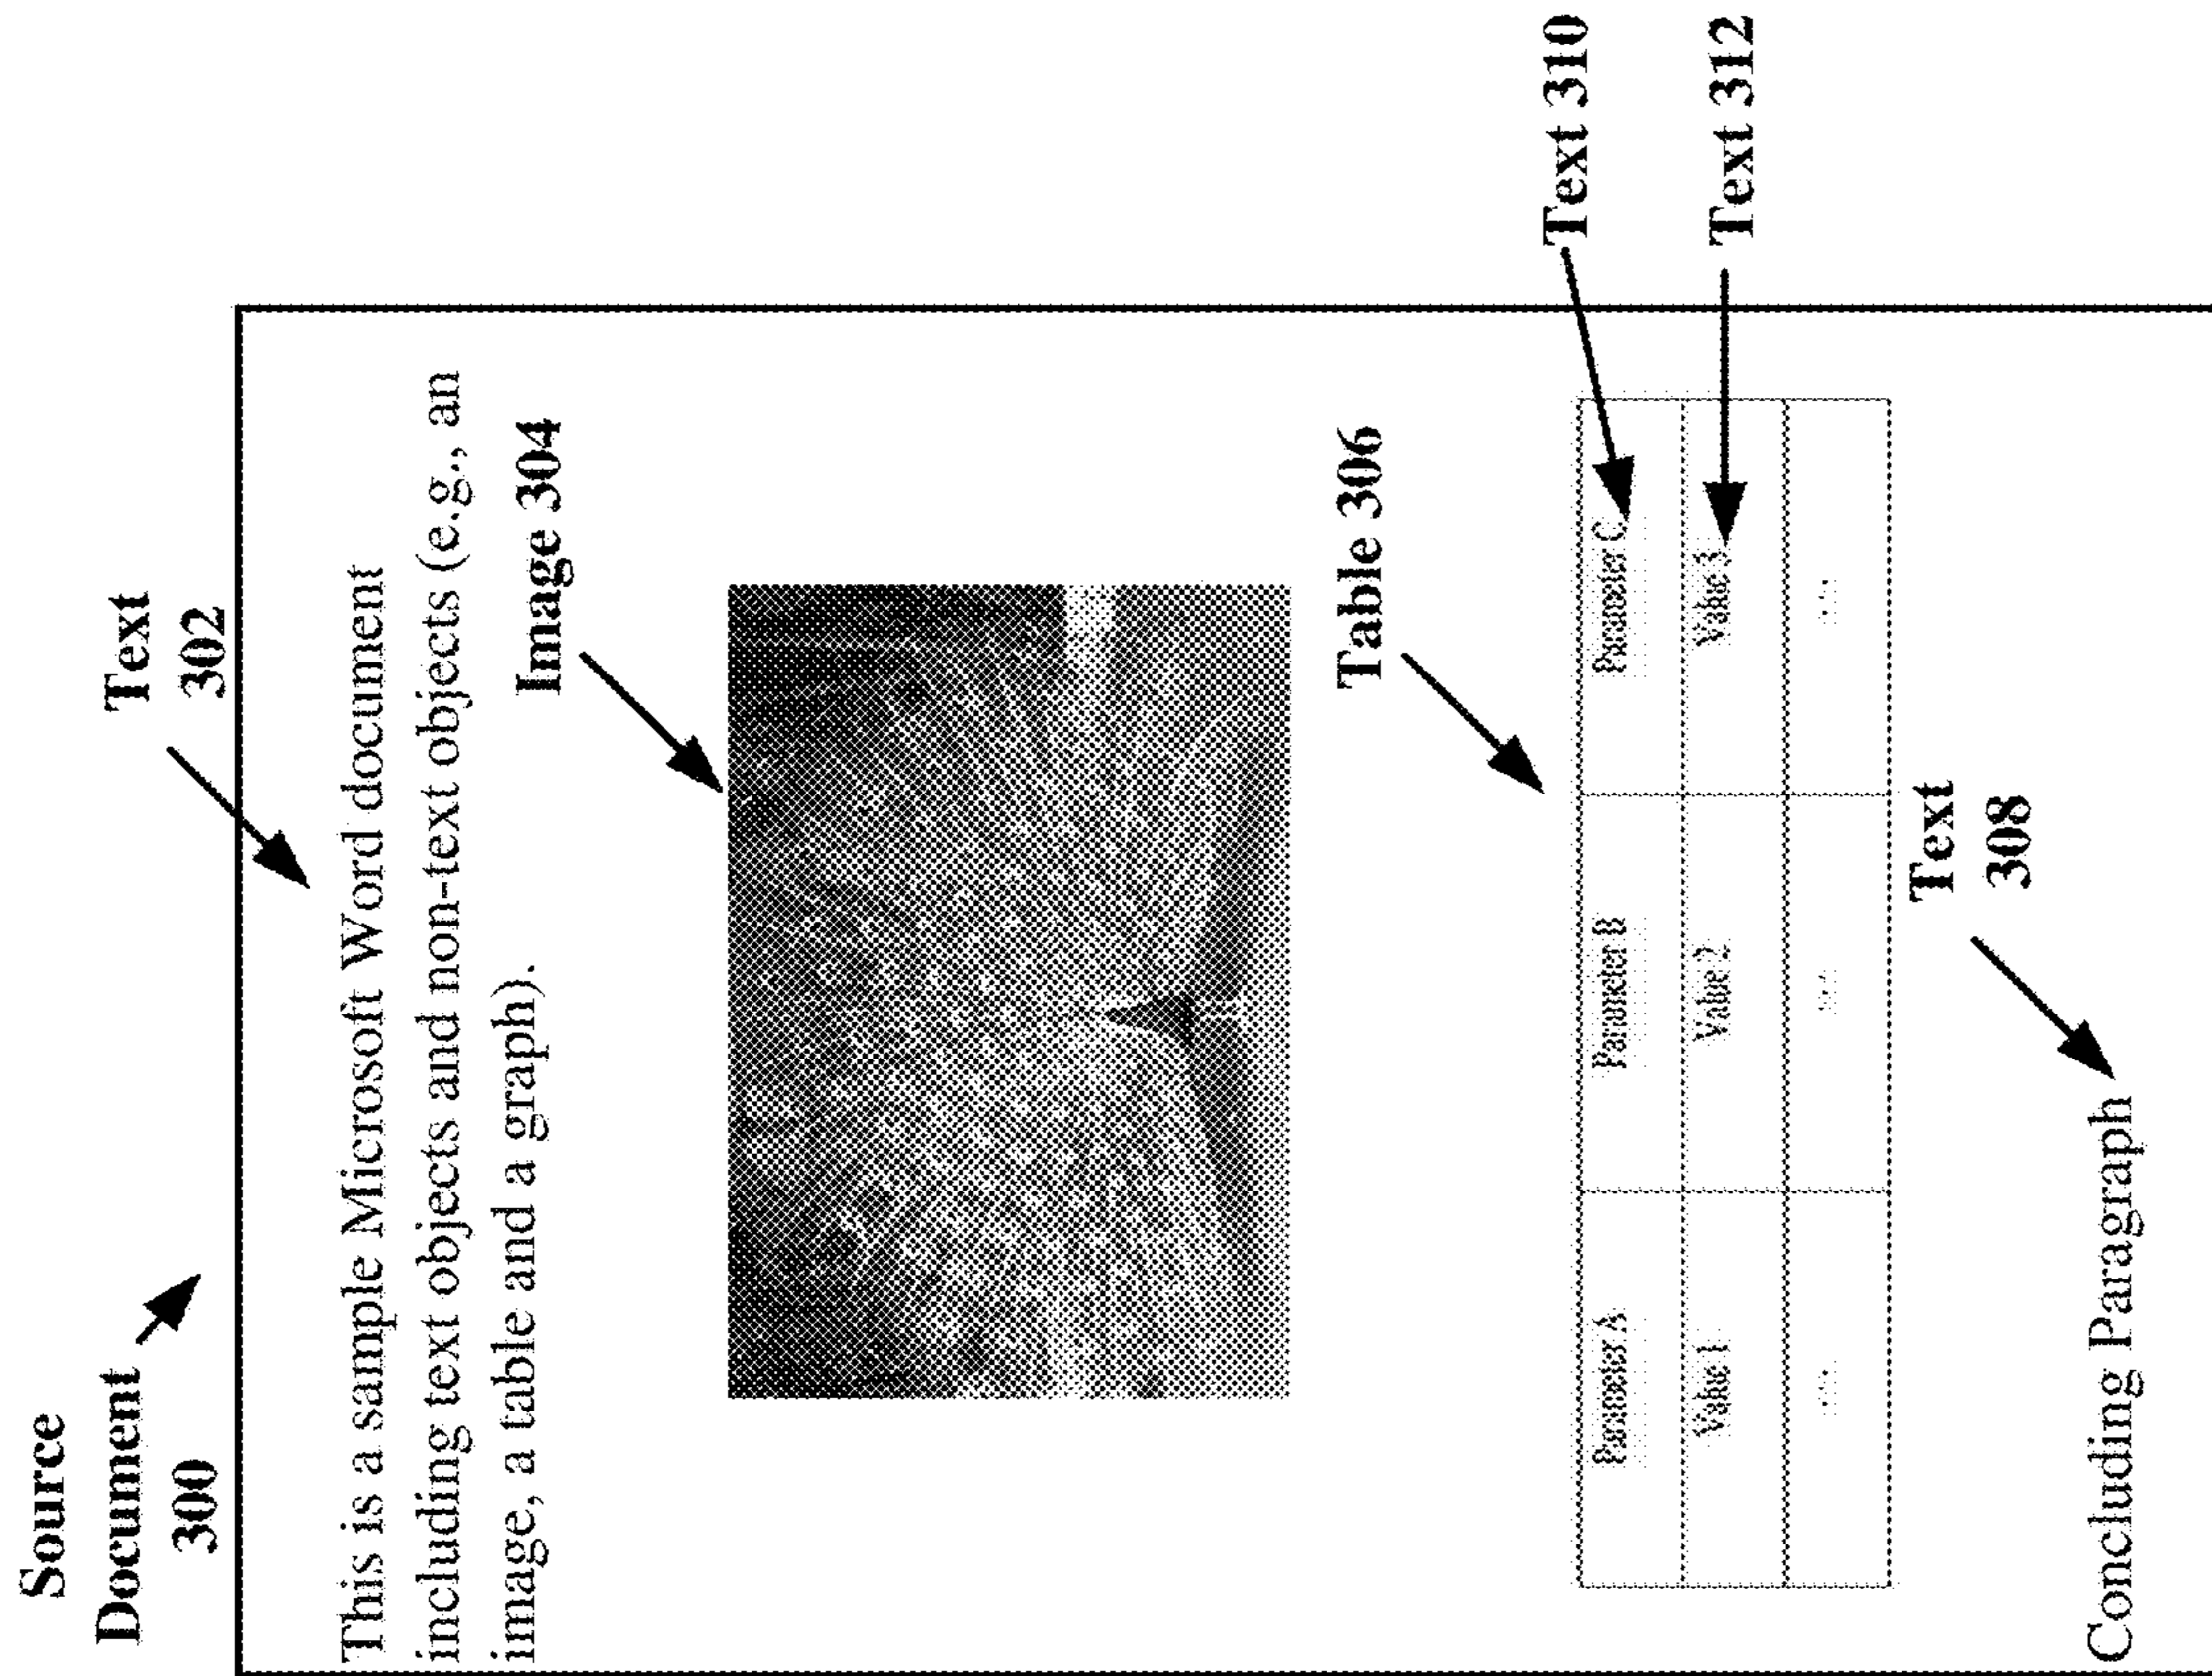 Source
Document
300
Text
302
This is a sample Microsoft Word document
including text objects and non-text objects (e.g., an
image, a table and a graph).
Image 304
Table 306
Parameter A
Parameter B
Parameter C
Text 310
Value 1
Value 2
Value 3
Text 312
Text
308
Concluding Paragraph